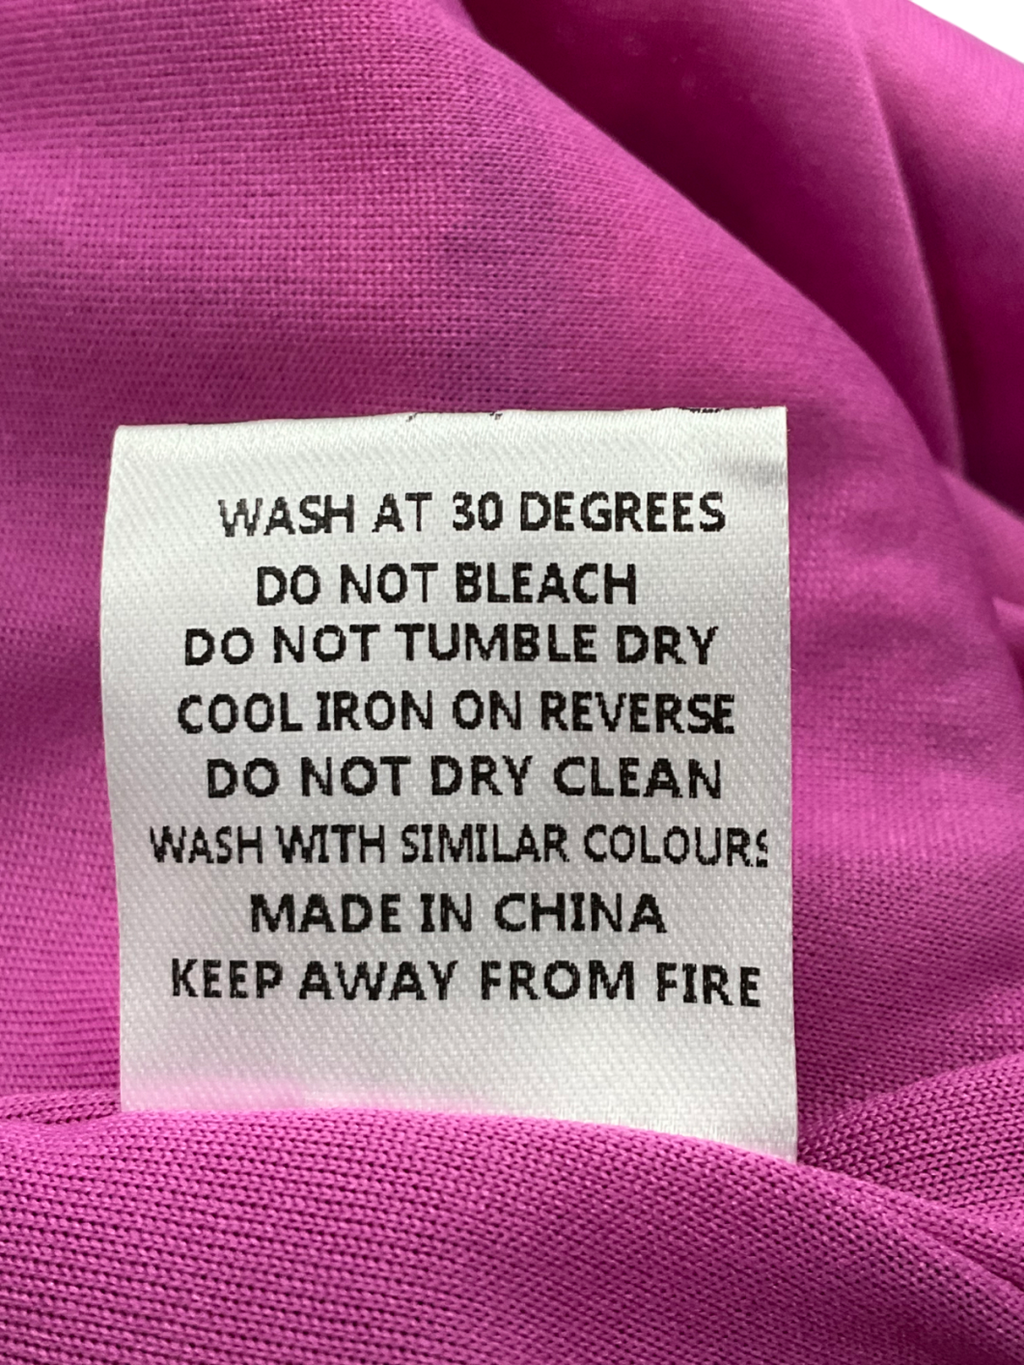 WASH AT 30 DEGREES
DO NOT BLEACH
DO NOT TUMBLE DRY
COOL IRON ON REVERSE
DO NOT DRY CLEAN
WASH WITH SIMILAR COLOURS
MADE IN CHINA
KEEP AWAY FROM FIRE